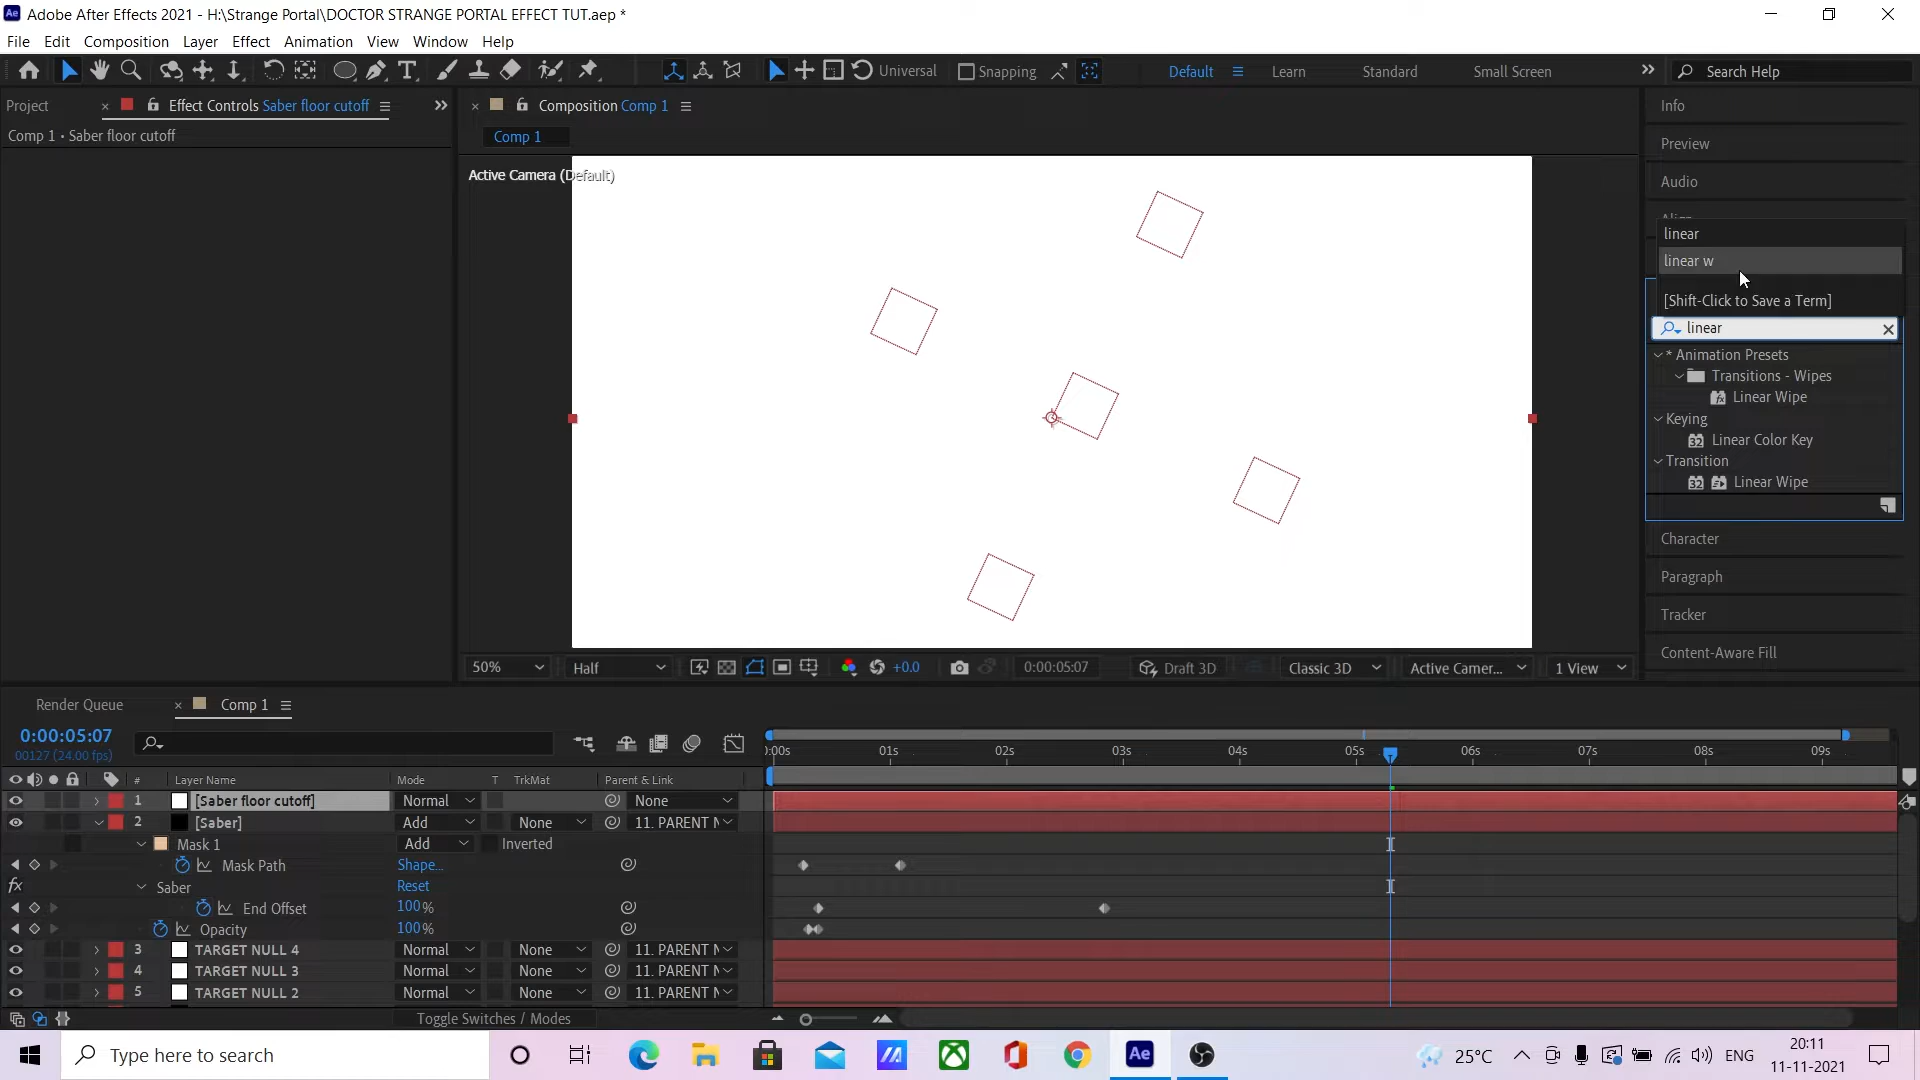 Adobe After Effects 2021 - H:\Strange Portal\DOCTOR STRANGE PORTAL EFFECT TUT.aep *
File Edit Composition Layer Effect Animation View Window Help
Universal Snapping Default Learn Standard Small Screen Search Help
Project Effect Controls Saber floor cutoff Composition Comp 1 Info
Comp 1 • Saber floor cutoff Comp 1
Preview
Active Camera (Default)
Audio
Align
linear
linear w
[Shift-Click to Save a Term]
linear
* Animation Presets
Transitions - Wipes
Linear Wipe
Keying
32 Linear Color Key
Transition
32 Linear Wipe
Character
Paragraph
Tracker
Content-Aware Fill
50% Half +0.0 0:00:05:07 Draft 3D Classic 3D Active Camer... 1 View
Render Queue Comp 1
0:00:05:07
00127 (24.00 fps)
):00s 01s 02s 03s 04s 05s 06s 07s 08s 09s
# Layer Name Mode T TrkMat Parent & Link
1 [Saber floor cutoff] Normal None
2 [Saber] Add None 11. PARENT N
Mask 1 Add Inverted
Mask Path Shape...
fx Saber Reset
End Offset 100%
Opacity 100%
3 TARGET NULL 4 Normal None 11. PARENT N
4 TARGET NULL 3 Normal None 11. PARENT N
5 TARGET NULL 2 Normal None 11. PARENT N
Toggle Switches / Modes
Type here to search Ae 25°C ENG 20:11
11-11-2021